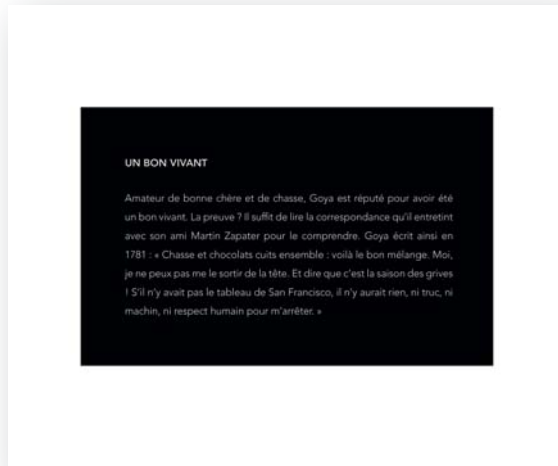 UN BON VIVANT
Amateur de bonne chère et de chasse, Goya est réputé pour avoir été
un bon vivant. La preuve ? Il suffit de lire la correspondance qu'il entretint
avec son ami Martin Zapater pour le comprendre. Goya écrit ainsi en
1781 : « Chasse et chocolats cuits ensemble : voilà le bon mélange. Moi,
je ne peux pas me le sortir de la tête. Et dire que c'est la saison des grives
! S'il n'y avait pas le tableau de San Francisco, il n'y aurait rien, ni truc, ni
machin, ni respect humain pour m'arrêter. »